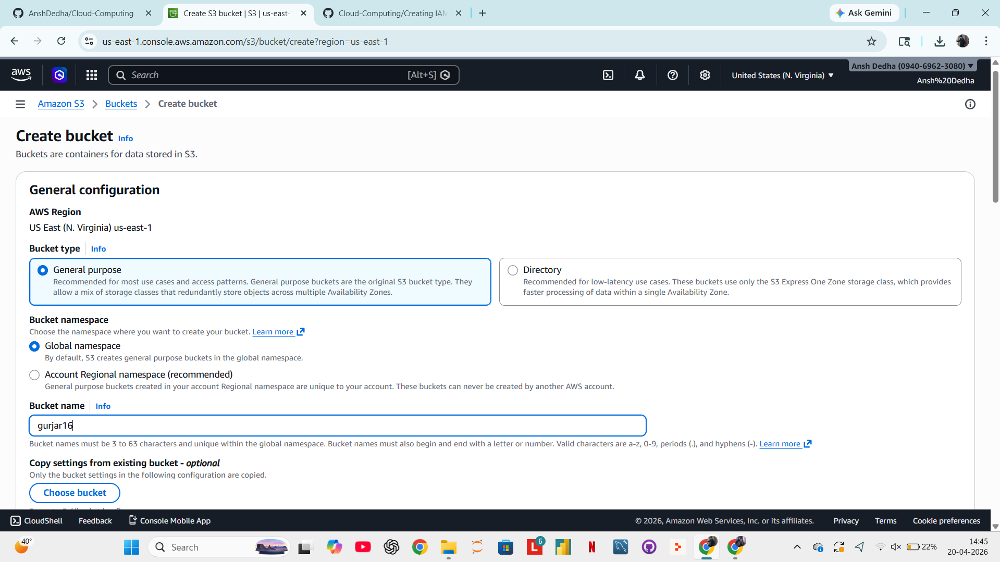 AnshDedha/Cloud-Computing
Create S3 bucket | S3 | us-east-
Cloud-Computing/Creating IAM
Ask Gemini
us-east-1.console.aws.amazon.com/s3/bucket/create?region=us-east-1
aws
Search
[Alt+S]
United States (N. Virginia)
Ansh Dedha (0940-6962-3080)
Ansh%20Dedha
Amazon S3
Buckets
Create bucket
Create bucket
Info
Buckets are containers for data stored in S3.
General configuration
AWS Region
US East (N. Virginia) us-east-1
Bucket type
Info
General purpose
Recommended for most use cases and access patterns. General purpose buckets are the original S3 bucket type. They
allow a mix of storage classes that redundantly store objects across multiple Availability Zones.
Directory
Recommended for low-latency use cases. These buckets use only the S3 Express One Zone storage class, which provides
faster processing of data within a single Availability Zone.
Bucket namespace
Choose the namespace where you want to create your bucket. Learn more
Global namespace
By default, S3 creates general purpose buckets in the global namespace.
Account Regional namespace (recommended)
General purpose buckets created in your account Regional namespace are unique to your account. These buckets can never be created by another AWS account.
Bucket name
Info
gurjar16
Bucket names must be 3 to 63 characters and unique within the global namespace. Bucket names must also begin and end with a letter or number. Valid characters are a-z, 0-9, periods (.), and hyphens (-). Learn more
Copy settings from existing bucket - optional
Only the bucket settings in the following configuration are copied.
Choose bucket
CloudShell
Feedback
Console Mobile App
© 2026, Amazon Web Services, Inc. or its affiliates.
Privacy
Terms
Cookie preferences
40°
Search
L
6
N
22%
14:45
20-04-2026